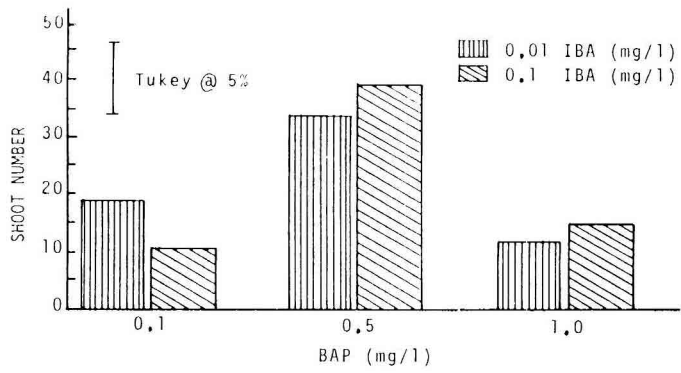 50
40
30
20
10
0
SHOOT NUMBER
Tukey @ 5%
0,01 IBA (mg/l)
0.1 IBA (mg/l)
0,1 0,5 1,0
BAP (mg/l)